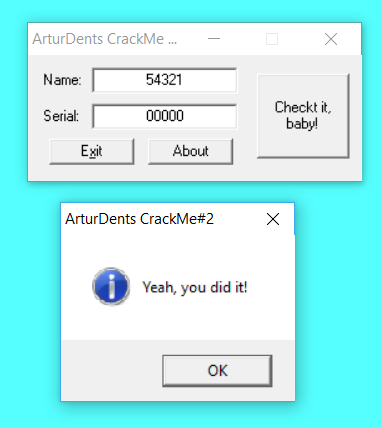 ArturDents CrackMe ...
Name: 54321
Serial: 00000
Checkt it,
baby!
Exit About
ArturDents CrackMe#2
Yeah, you did it!
OK